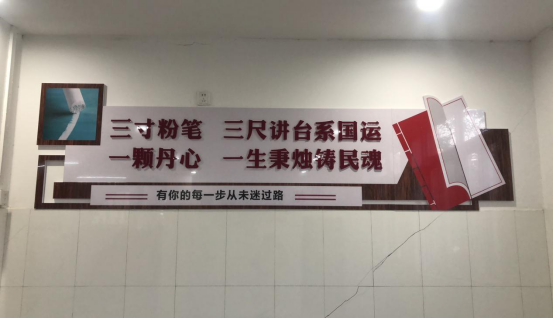 三寸粉笔 三尺讲台系国运
一颗丹心 一生秉烛铸民魂
有你的每一步从未迷过路